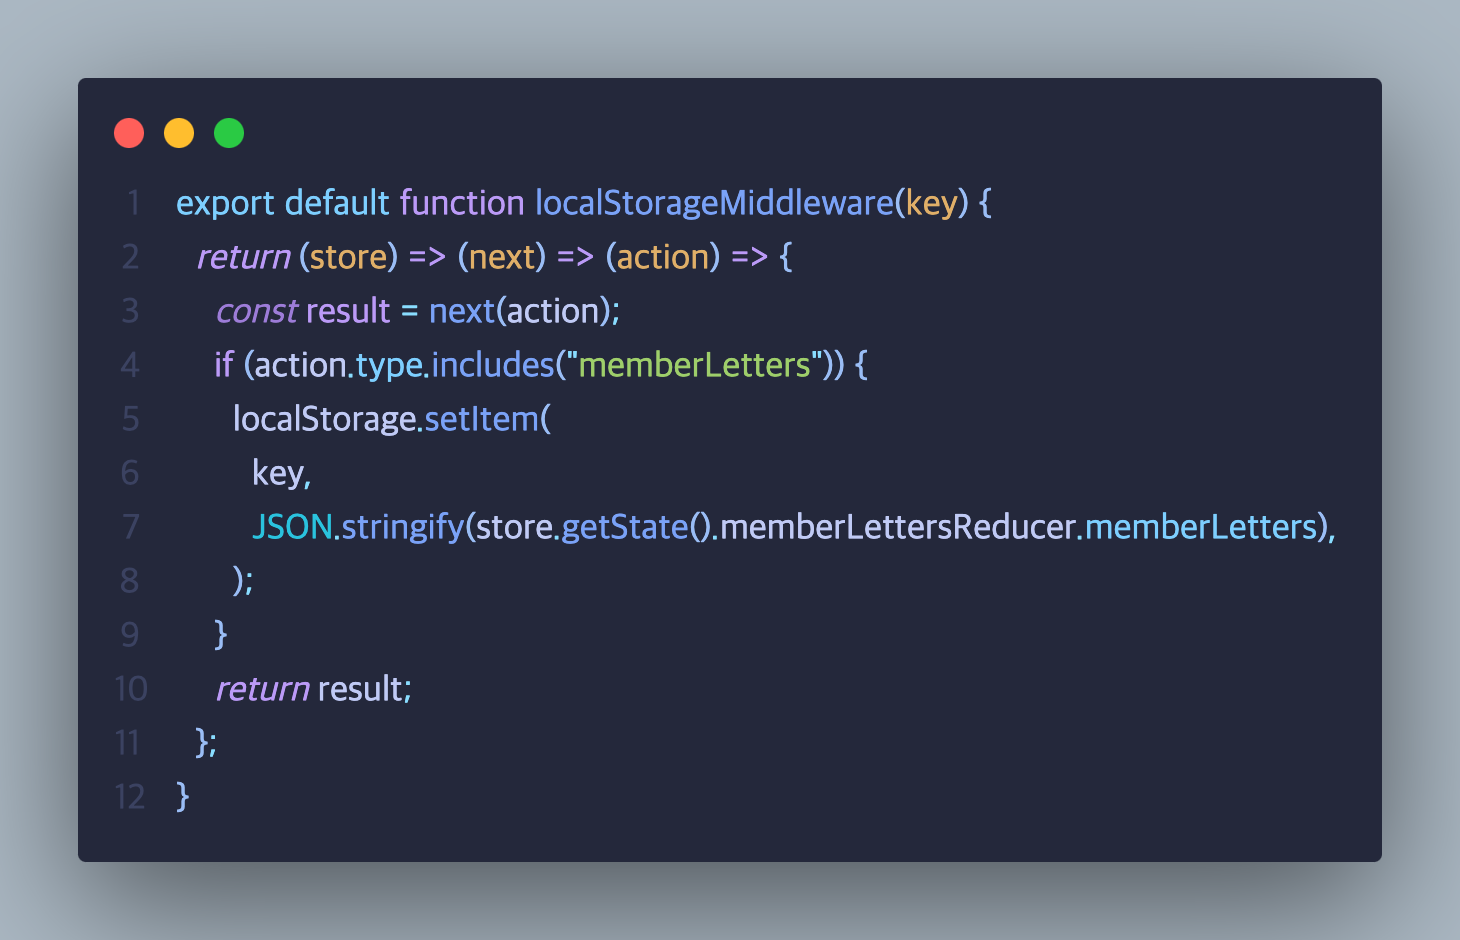 1 export default function localStorageMiddleware(key) {
2 return (store) => (next) => (action) => {
3 const result = next(action);
4 if (action.type.includes("memberLetters")) {
5 localStorage.setItem(
6 key,
7 JSON.stringify(store.getState().memberLettersReducer.memberLetters),
8 );
9 }
10 return result;
11 };
12 }